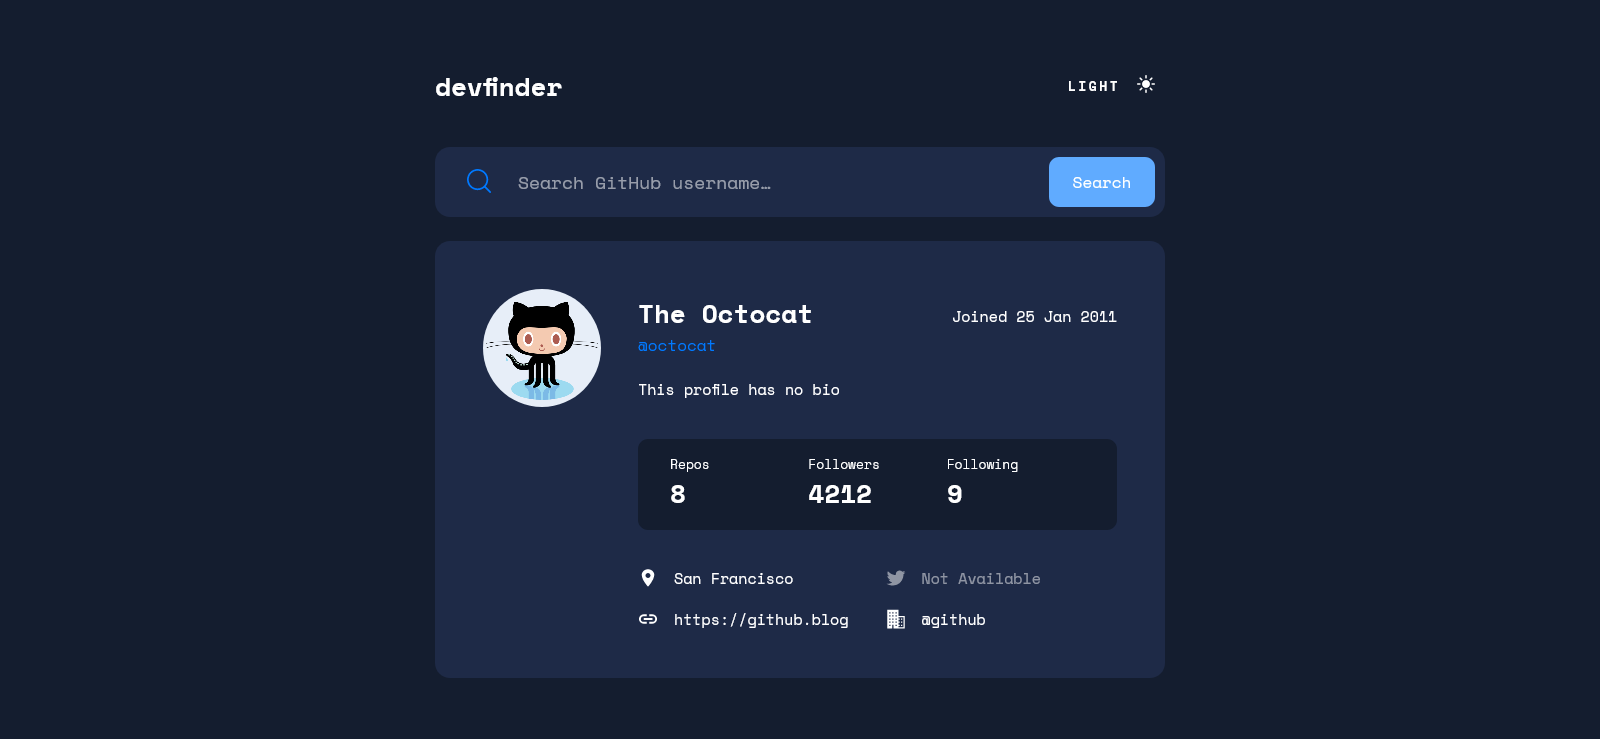 devfinder
LIGHT
Search GitHub username…
Search
The Octocat
Joined 25 Jan 2011
@octocat
This profile has no bio
Repos Followers Following
8 4212 9
San Francisco
Not Available
https://github.blog
@github